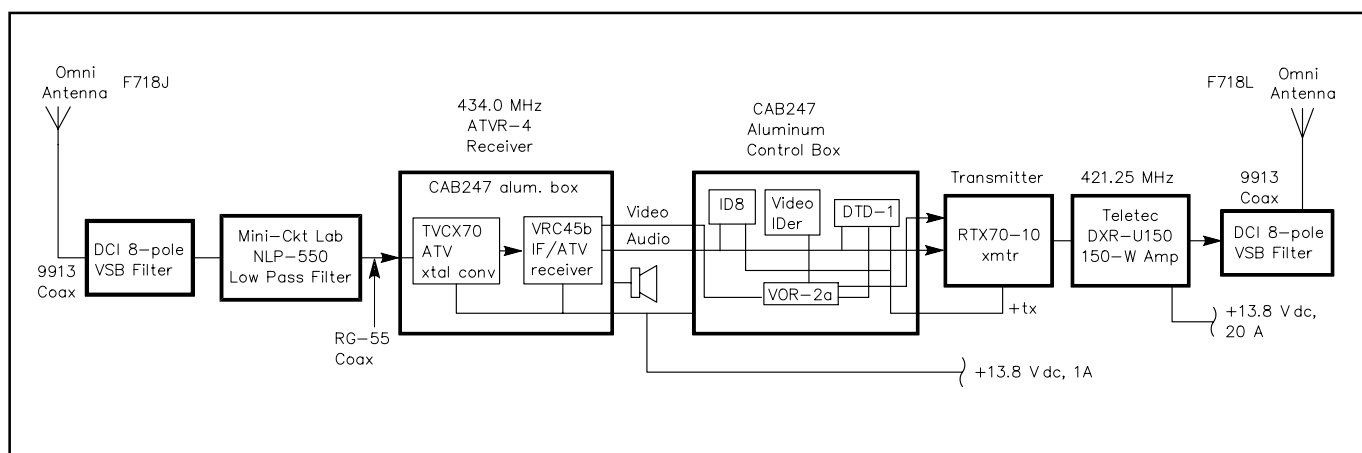 Omni
Antenna
F718J
9913
Coax
DCI 8-pole
VSB Filter
Mini-Ckt Lab
NLP-550
Low Pass Filter
RG-55
Coax
434.0 MHz
ATVR-4
Receiver
CAB247 alum. box
TVCX70
ATV
xtal conv
VRC45b
IF/ATV
receiver
Video
Audio
CAB247
Aluminum
Control Box
ID8
Video
IDer
DTD-1
VOR-2a
+13.8 V dc, 1A
Transmitter
RTX70-10
xmtr
+tx
421.25 MHz
Teletec
DXR-U150
150-W Amp
+13.8 V dc,
20 A
F718L
Omni
Antenna
9913
Coax
DCI 8-pole
VSB Filter